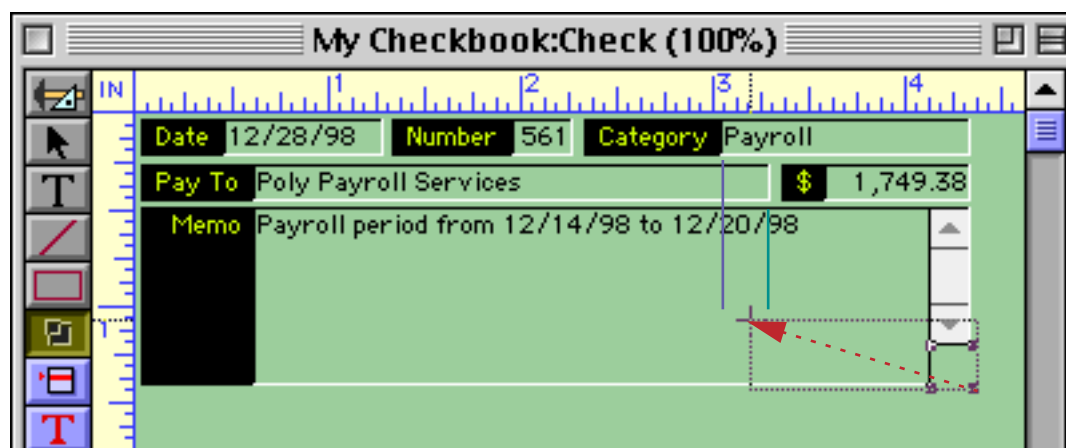 My Checkbook:Check (100%)
IN 1 2 3 4
Date 12/28/98 Number 561 Category Payroll
Pay To Poly Payroll Services $ 1,749.38
Memo Payroll period from 12/14/98 to 12/20/98
T
1
T